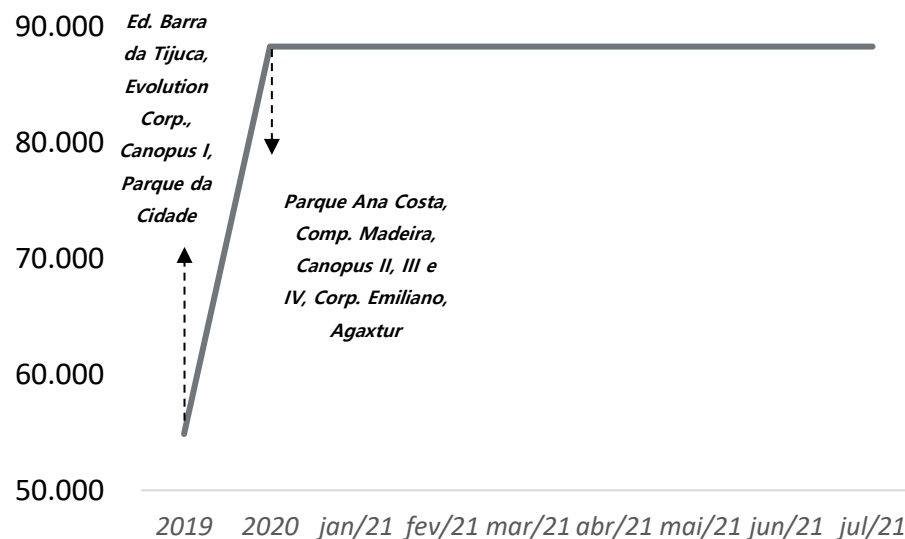 90.000
80.000
70.000
60.000
50.000
Ed. Barra
da Tijuca,
Evolution
Corp.,
Canopus I,
Parque da
Cidade
Parque Ana Costa,
Comp. Madeira,
Canopus II, III e
IV, Corp. Emiliano,
Agaxtur
2019 2020 jan/21 fev/21 mar/21 abr/21 mai/21 jun/21 jul/21